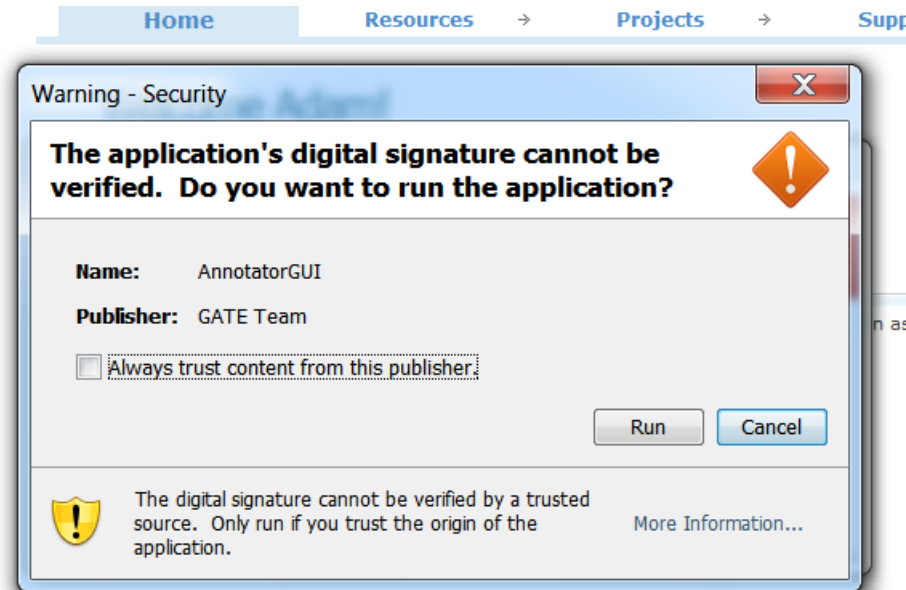 Home Resources → Projects → Supp
Warning - Security
The application's digital signature cannot be
verified. Do you want to run the application?
Name: AnnotatorGUI
Publisher: GATE Team
Always trust content from this publisher.
Run Cancel
The digital signature cannot be verified by a trusted
source. Only run if you trust the origin of the
application.
More Information...
n as